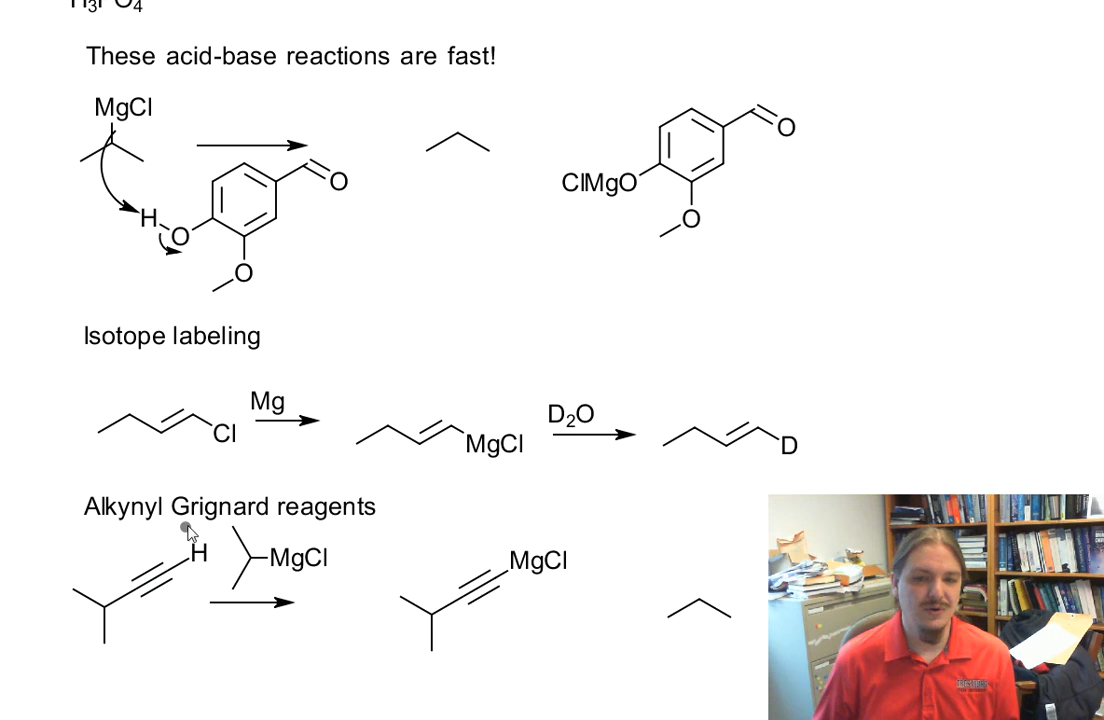 H3PO4
These acid-base reactions are fast!
MgCl
O
ClMgO
O
H
O
O
O
Isotope labeling
Mg
D2O
Cl
MgCl
D
Alkynyl Grignard reagents
H
MgCl
MgCl